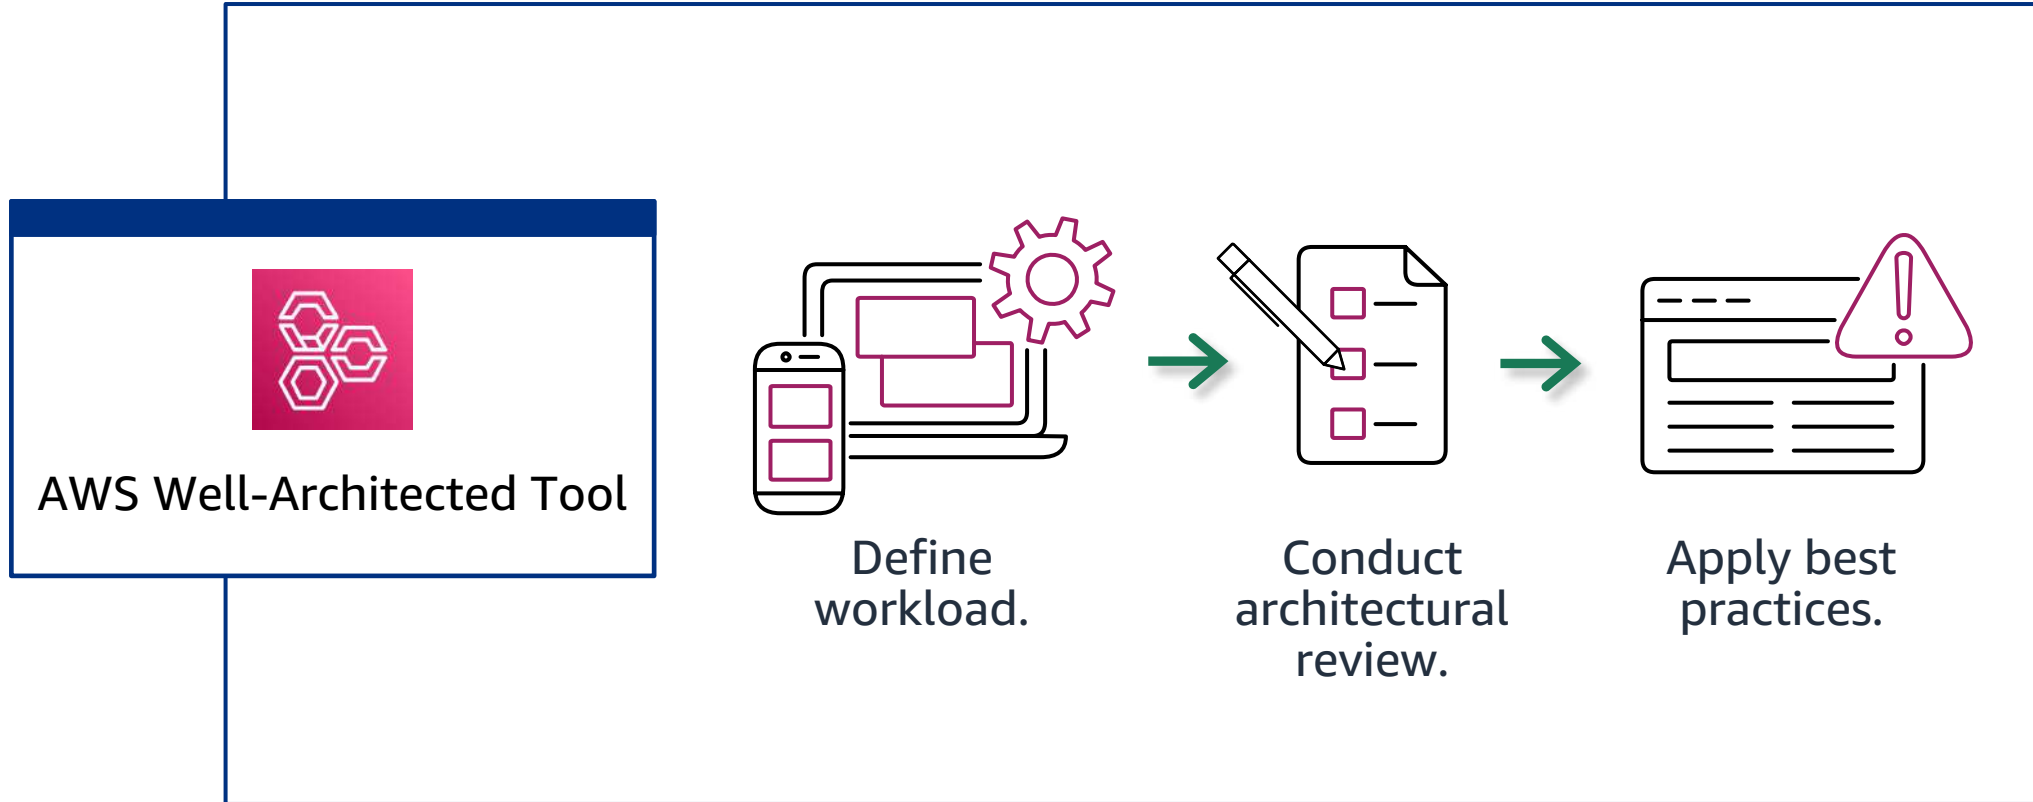 AWS Well-Architected Tool
Define
workload.
Conduct
architectural
review.
Apply best
practices.